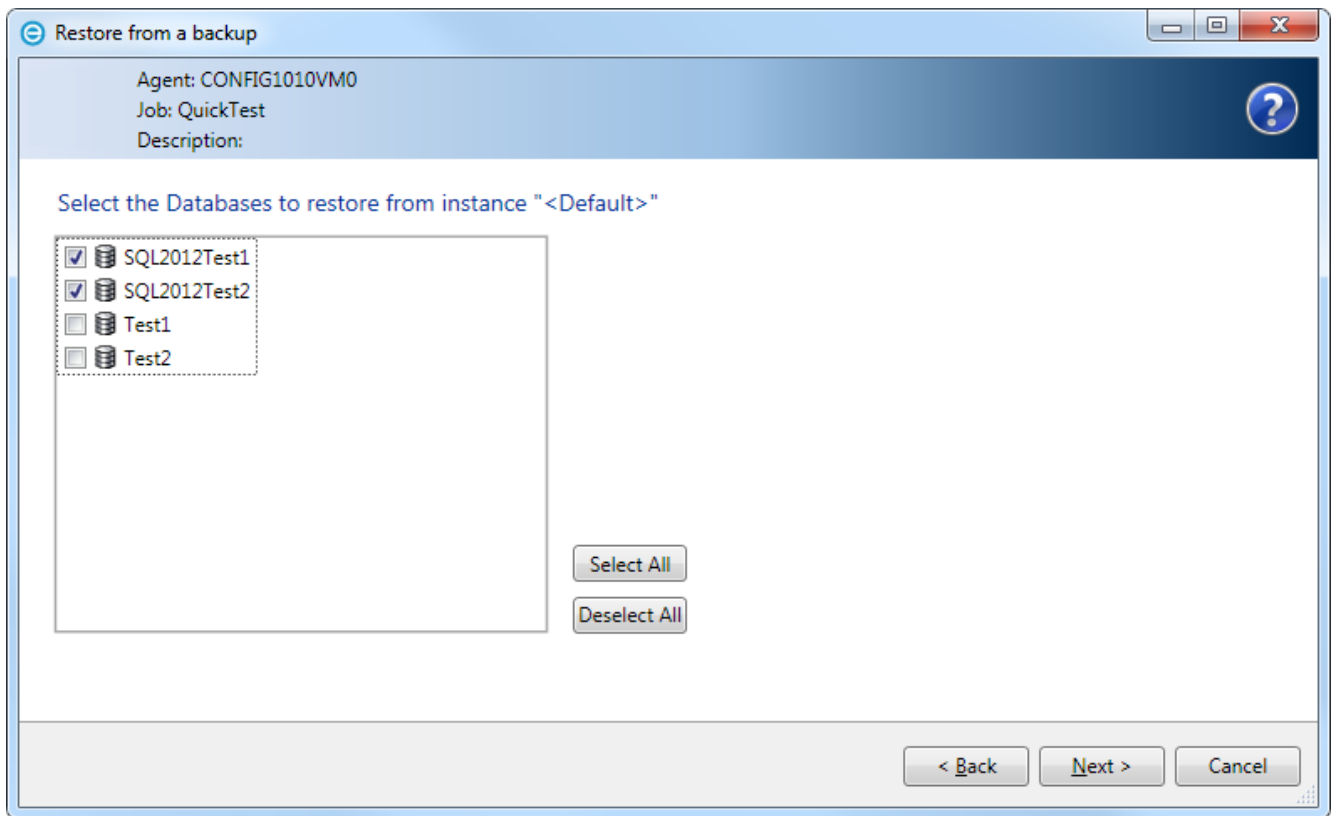 Restore from a backup
Agent: CONFIG1010VM0
Job: QuickTest
Description:
?
Select the Databases to restore from instance "<Default>"
SQL2012Test1
SQL2012Test2
Test1
Test2
Select All
Deselect All
< Back
Next >
Cancel